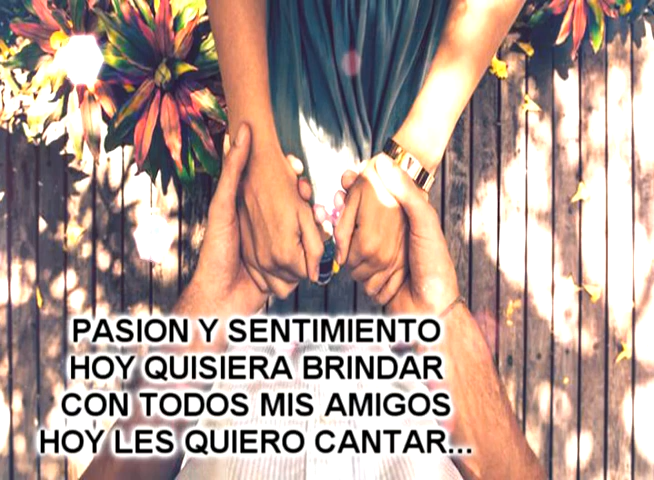 PASION Y SENTIMIENTO
HOY QUISIERA BRINDAR
CON TODOS MIS AMIGOS
HOY LES QUIERO CANTAR...